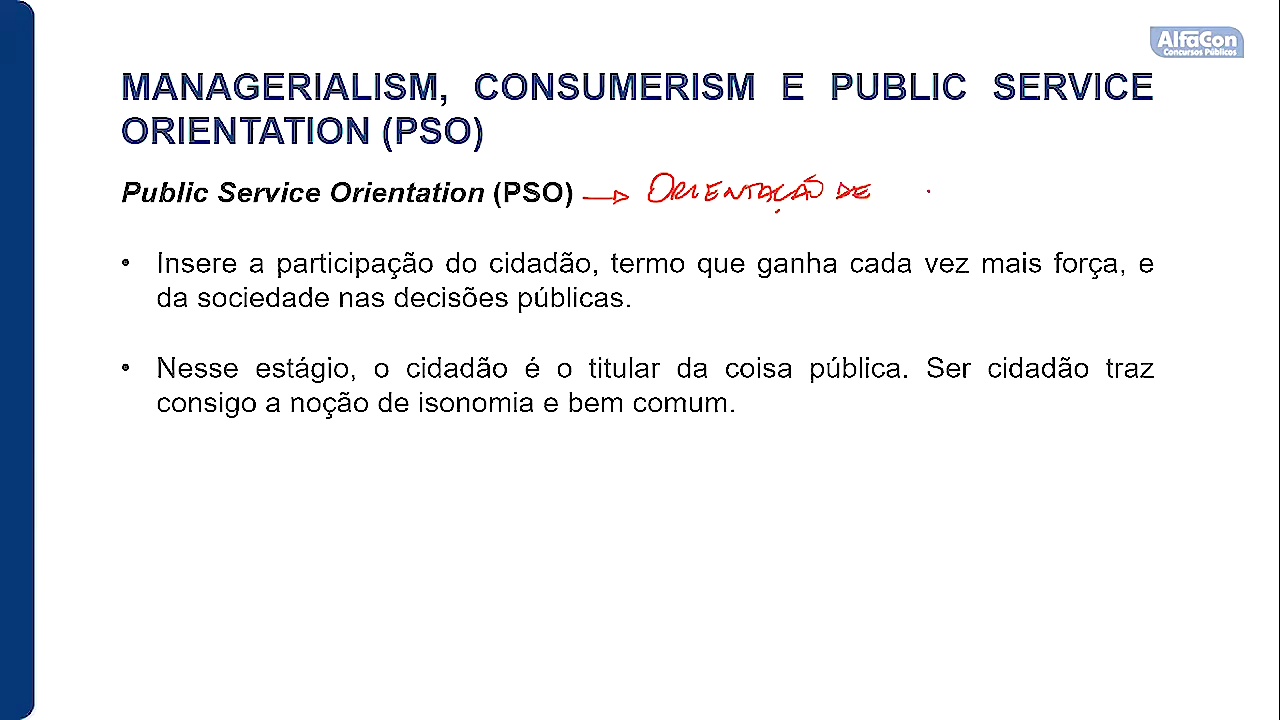 AlfaCon
Concursos Públicos
MANAGERIALISM, CONSUMERISM E PUBLIC SERVICE
ORIENTATION (PSO)
Public Service Orientation (PSO) → ORIENTAÇÃO DE
• Insere a participação do cidadão, termo que ganha cada vez mais força, e
da sociedade nas decisões públicas.
• Nesse estágio, o cidadão é o titular da coisa pública. Ser cidadão traz
consigo a noção de isonomia e bem comum.